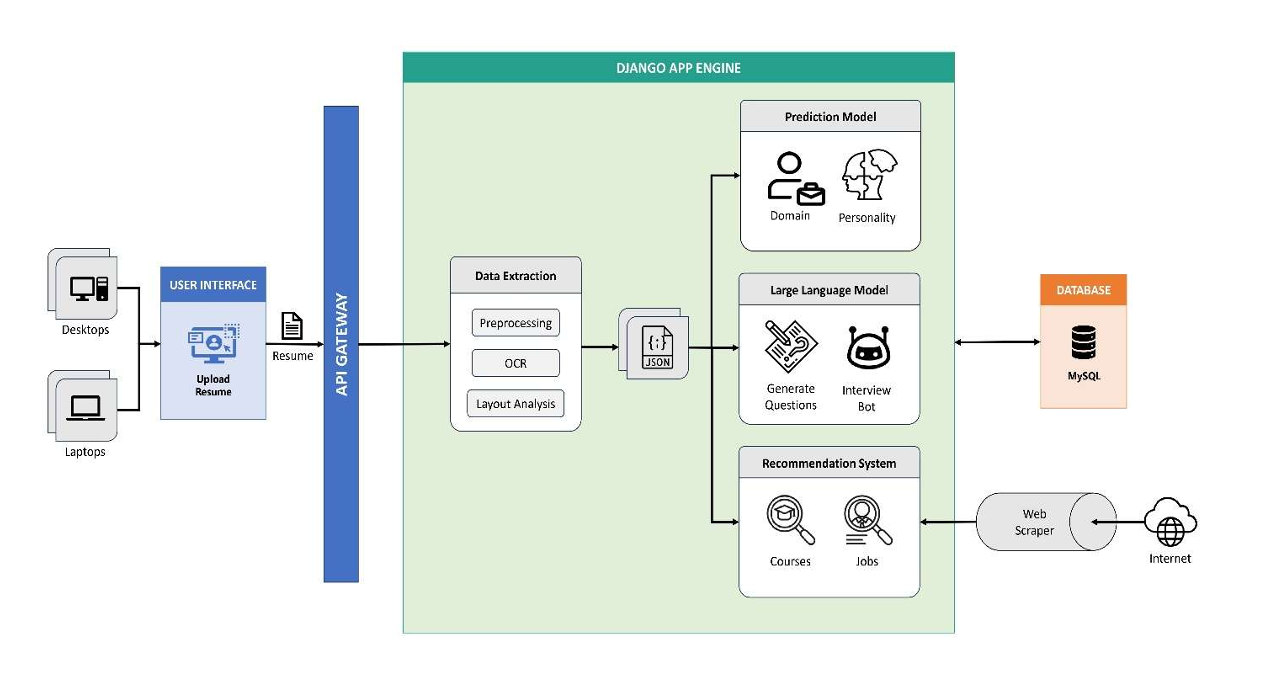 DJANGO APP ENGINE
Desktops
Laptops
USER INTERFACE
Upload
Resume
Resume
API GATEWAY
Data Extraction
Preprocessing
OCR
Layout Analysis
{;}
JSON
Prediction Model
Domain
Personality
Large Language Model
Generate
Questions
Interview
Bot
Recommendation System
Courses
Jobs
DATABASE
MySQL
Web
Scraper
Internet